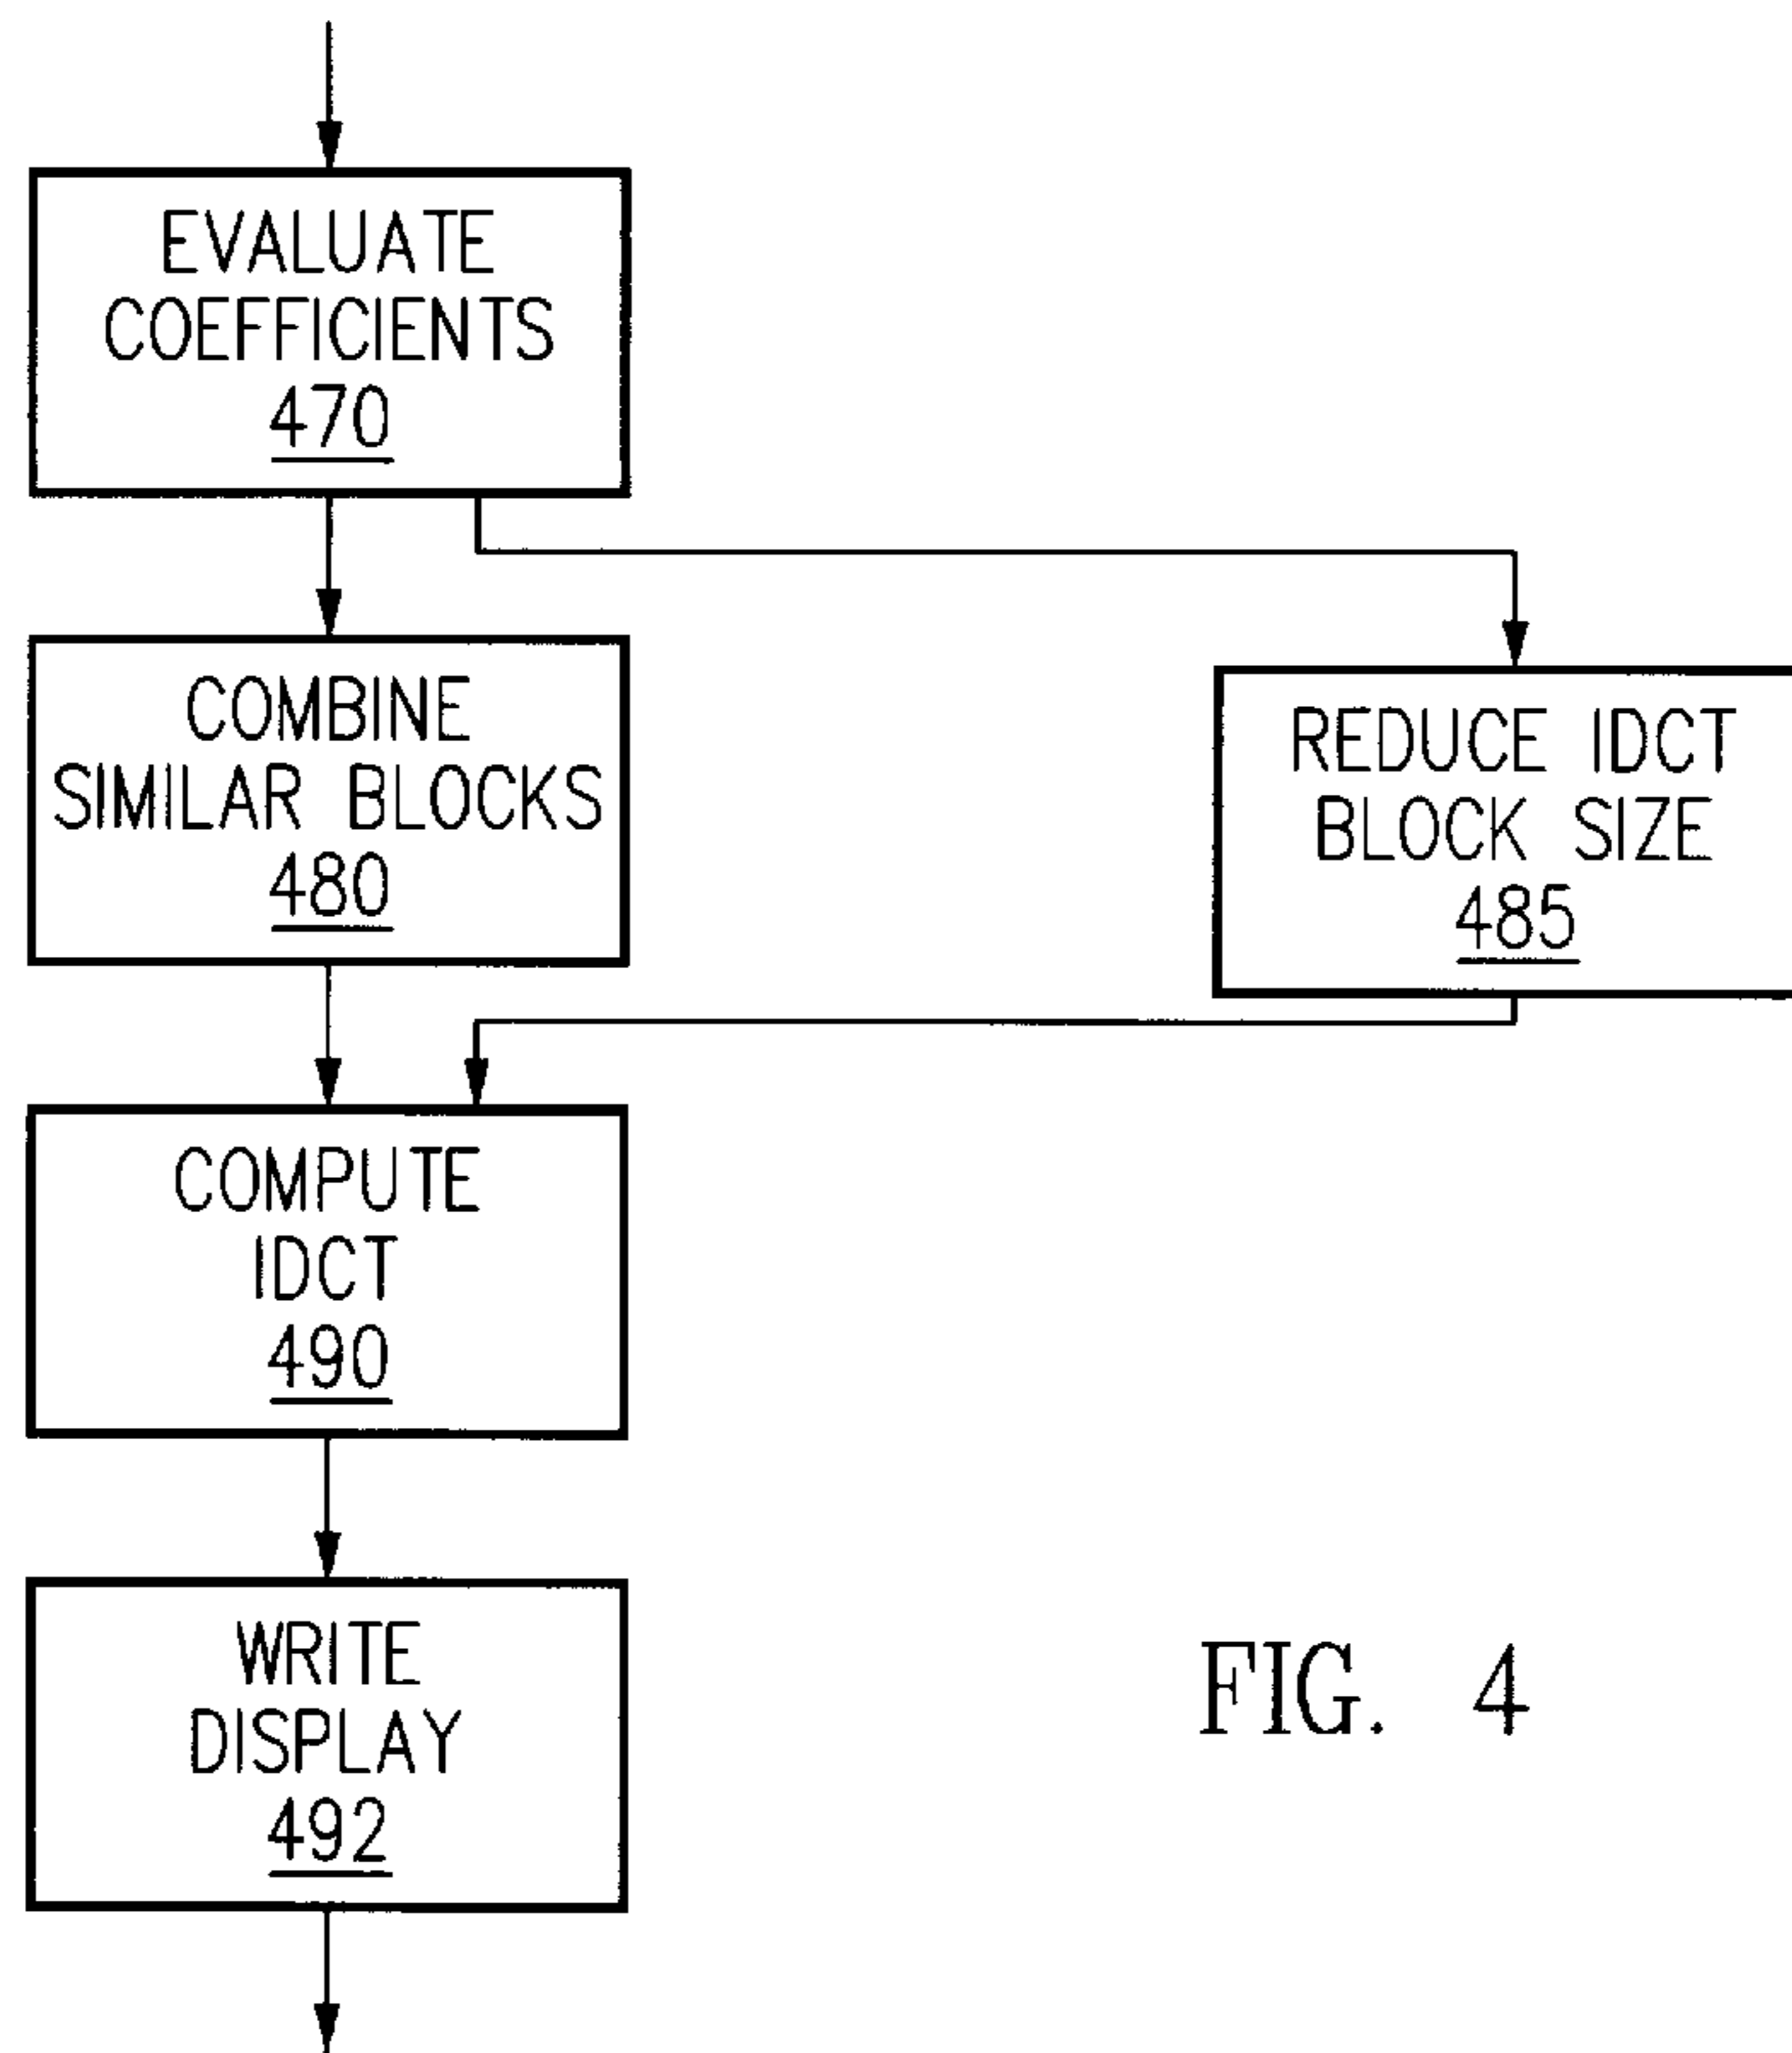 EVALUATE
COEFFICIENTS
470
COMBINE
SIMILAR BLOCKS
480
REDUCE IDCT
BLOCK SIZE
485
COMPUTE
IDCT
490
WRITE
DISPLAY
492
FIG. 4